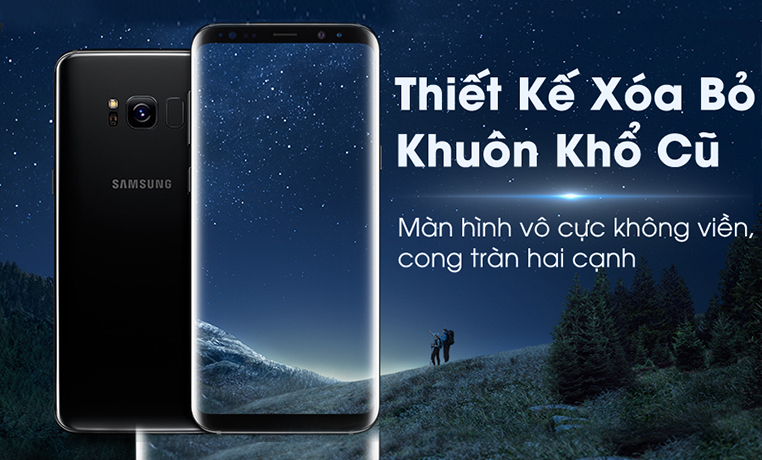 Thiết Kế Xóa Bỏ
Khuôn Khổ Cũ
SAMSUNG
Màn hình vô cực không viền,
cong tràn hai cạnh